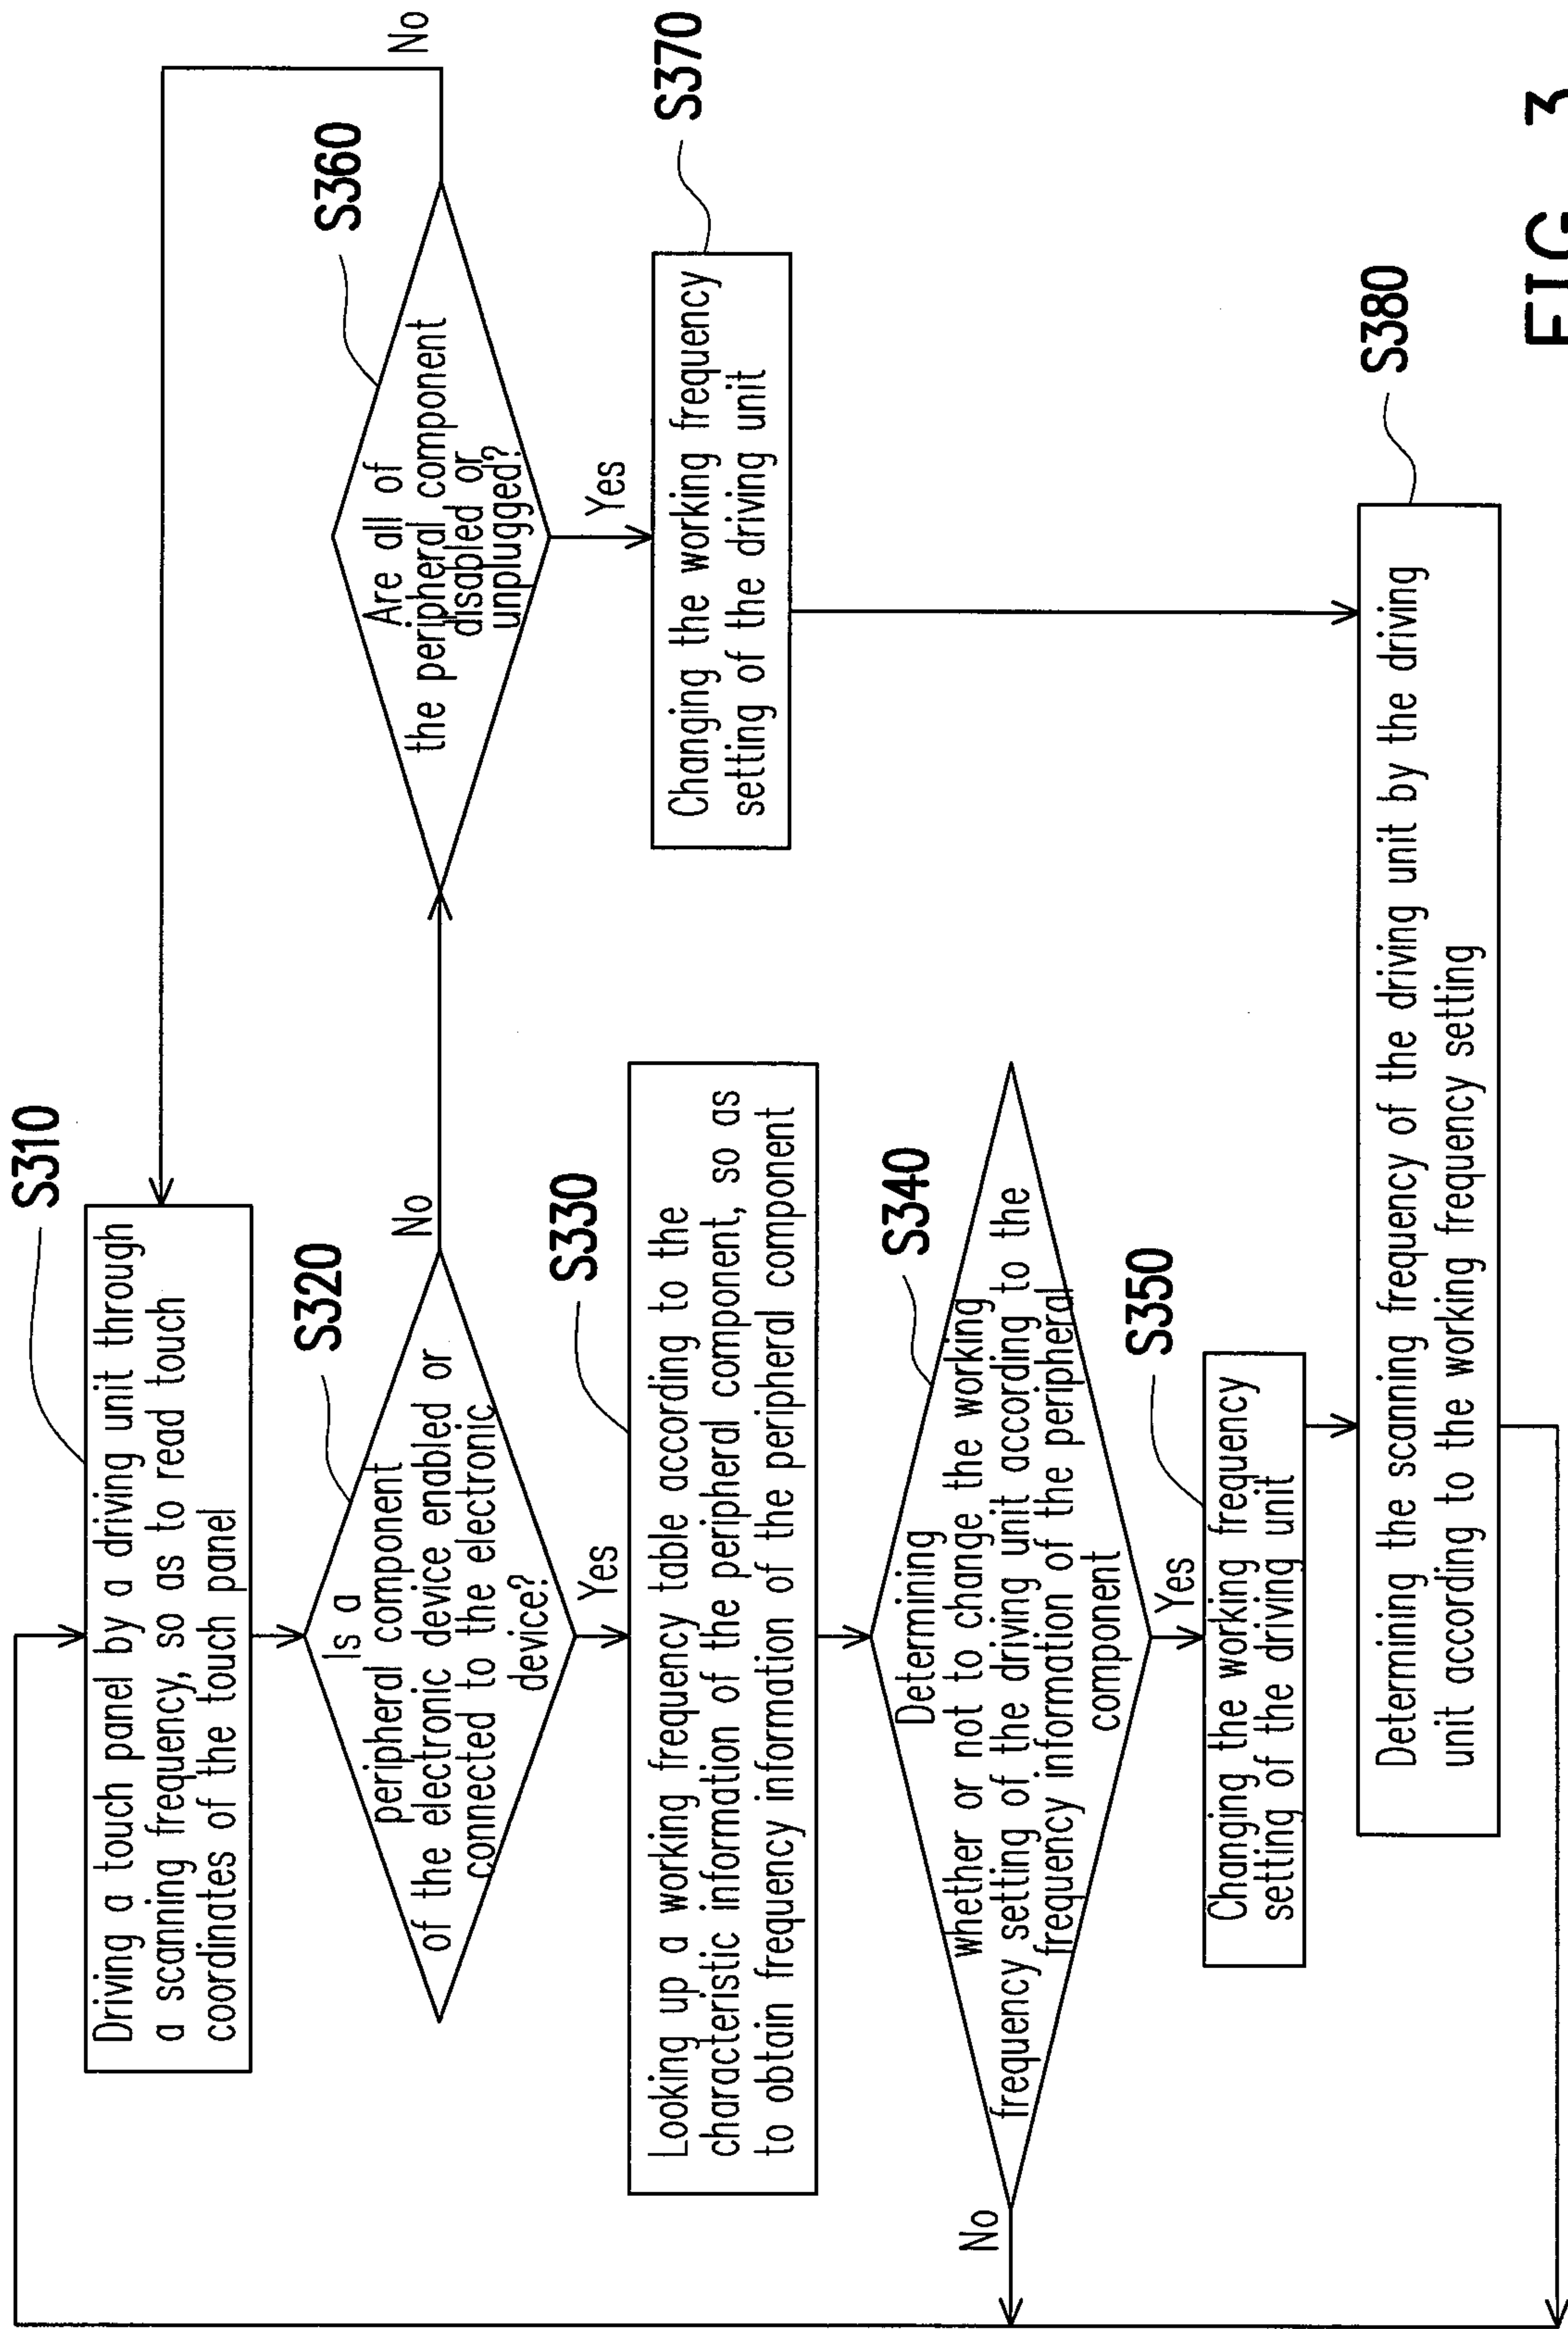 S310
Driving a touch panel by a driving unit through
a scanning frequency, so as to read touch
coordinates of the touch panel
S320
Is a
peripheral component
of the electronic device enabled or
connected to the electronic
device?
No
Yes
S330
Looking up a working frequency table according to the
characteristic information of the peripheral component, so as
to obtain frequency information of the peripheral component
S340
Determining
whether or not to change the working
frequency setting of the driving unit according to the
frequency information of the peripheral
component
No
Yes
S350
Changing the working frequency
setting of the driving unit
S360
Are all of
the peripheral component
disabled or
unplugged?
No
Yes
S370
Changing the working frequency
setting of the driving unit
S380
Determining the scanning frequency of the driving unit by the driving
unit according to the working frequency setting
FIG. 3